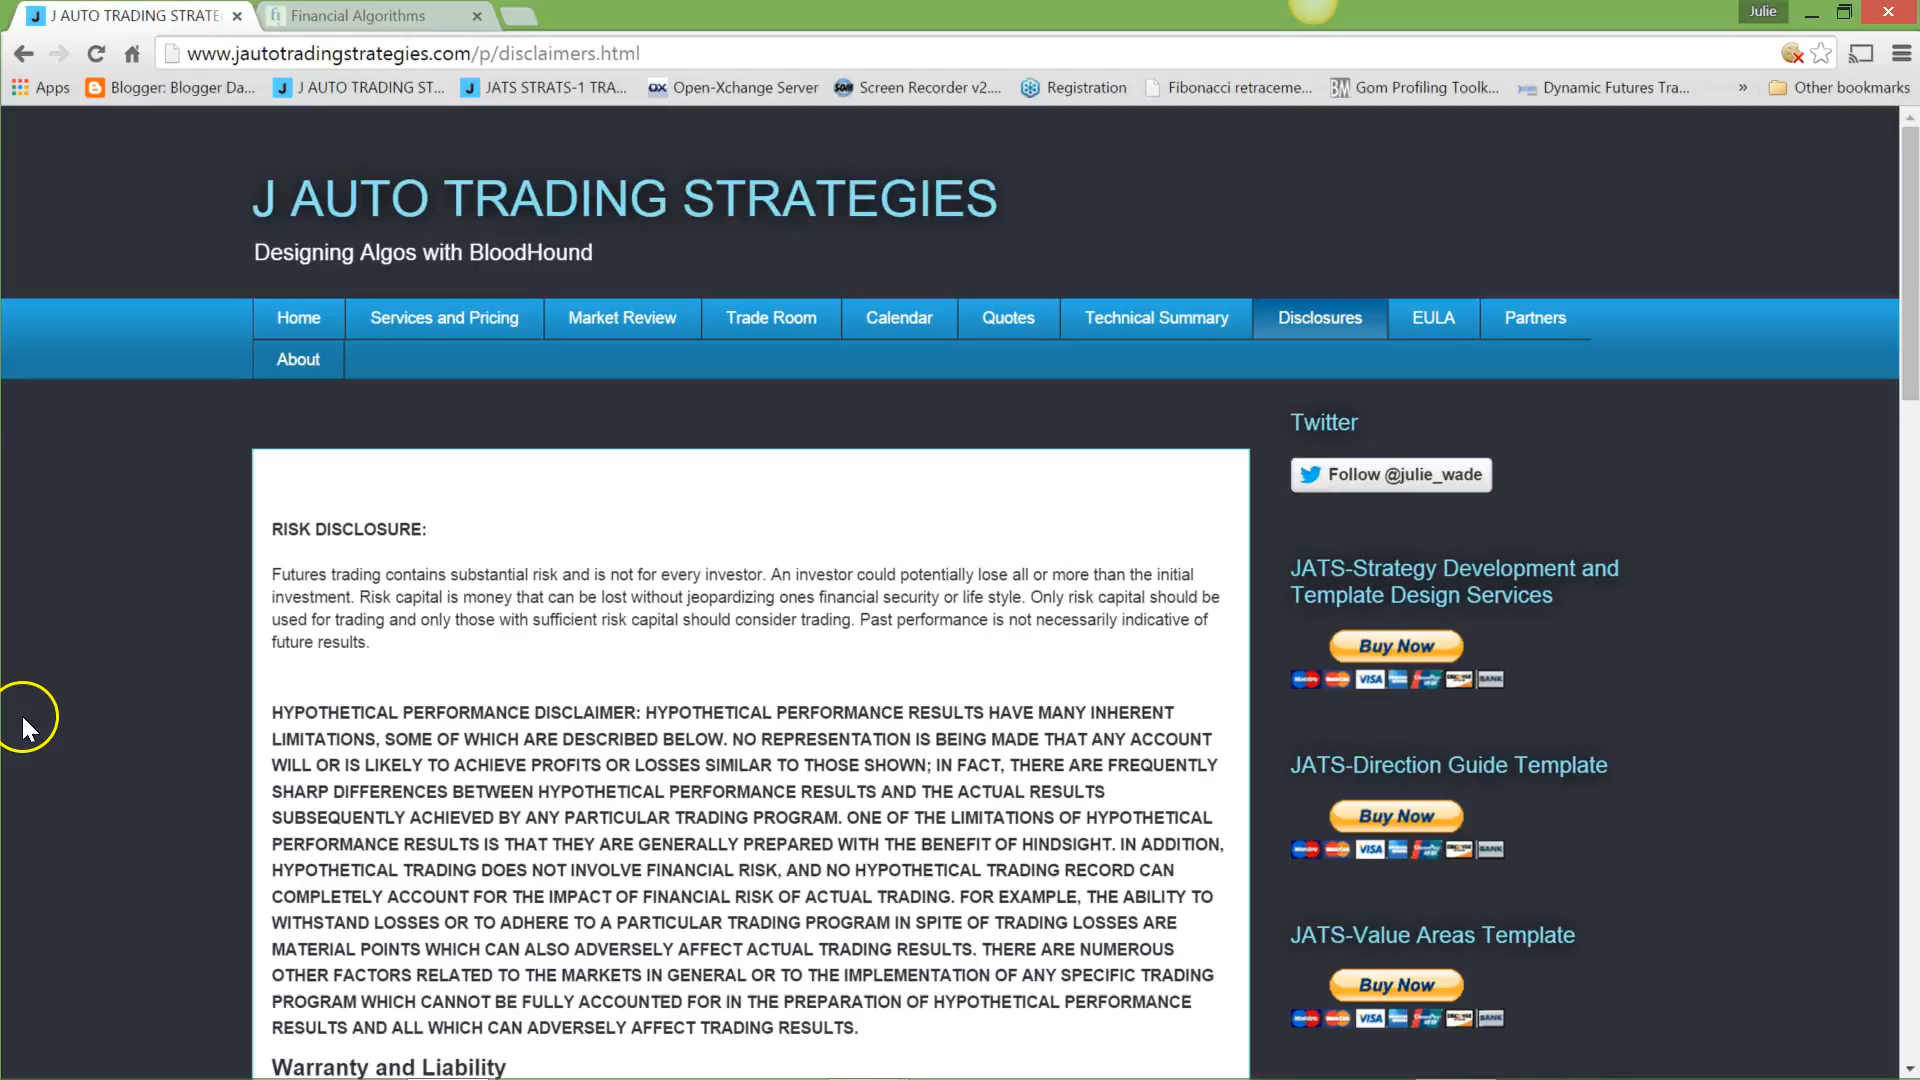 J AUTO TRADING STRATE
Financial Algorithms
Julie
www.jautotradingstrategies.com/p/disclaimers.html
Apps
Blogger: Blogger Da...
J AUTO TRADING ST...
JATS STRATS-1 TRA...
Open-Xchange Server
Screen Recorder v2....
Registration
Fibonacci retraceme...
Gom Profiling Toolk...
Dynamic Futures Tra...
»
Other bookmarks
J AUTO TRADING STRATEGIES
Designing Algos with BloodHound
Home
Services and Pricing
Market Review
Trade Room
Calendar
Quotes
Technical Summary
Disclosures
EULA
Partners
About
RISK DISCLOSURE:
Futures trading contains substantial risk and is not for every investor. An investor could potentially lose all or more than the initial
investment. Risk capital is money that can be lost without jeopardizing ones financial security or life style. Only risk capital should be
used for trading and only those with sufficient risk capital should consider trading. Past performance is not necessarily indicative of
future results.
HYPOTHETICAL PERFORMANCE DISCLAIMER: HYPOTHETICAL PERFORMANCE RESULTS HAVE MANY INHERENT
LIMITATIONS, SOME OF WHICH ARE DESCRIBED BELOW. NO REPRESENTATION IS BEING MADE THAT ANY ACCOUNT
WILL OR IS LIKELY TO ACHIEVE PROFITS OR LOSSES SIMILAR TO THOSE SHOWN; IN FACT, THERE ARE FREQUENTLY
SHARP DIFFERENCES BETWEEN HYPOTHETICAL PERFORMANCE RESULTS AND THE ACTUAL RESULTS
SUBSEQUENTLY ACHIEVED BY ANY PARTICULAR TRADING PROGRAM. ONE OF THE LIMITATIONS OF HYPOTHETICAL
PERFORMANCE RESULTS IS THAT THEY ARE GENERALLY PREPARED WITH THE BENEFIT OF HINDSIGHT. IN ADDITION,
HYPOTHETICAL TRADING DOES NOT INVOLVE FINANCIAL RISK, AND NO HYPOTHETICAL TRADING RECORD CAN
COMPLETELY ACCOUNT FOR THE IMPACT OF FINANCIAL RISK OF ACTUAL TRADING. FOR EXAMPLE, THE ABILITY TO
WITHSTAND LOSSES OR TO ADHERE TO A PARTICULAR TRADING PROGRAM IN SPITE OF TRADING LOSSES ARE
MATERIAL POINTS WHICH CAN ALSO ADVERSELY AFFECT ACTUAL TRADING RESULTS. THERE ARE NUMEROUS
OTHER FACTORS RELATED TO THE MARKETS IN GENERAL OR TO THE IMPLEMENTATION OF ANY SPECIFIC TRADING
PROGRAM WHICH CANNOT BE FULLY ACCOUNTED FOR IN THE PREPARATION OF HYPOTHETICAL PERFORMANCE
RESULTS AND ALL WHICH CAN ADVERSELY AFFECT TRADING RESULTS.
Warranty and Liability
Twitter
Follow @julie_wade
JATS-Strategy Development and
Template Design Services
Buy Now
VISA
BANK
JATS-Direction Guide Template
Buy Now
VISA
BANK
JATS-Value Areas Template
Buy Now
VISA
BANK